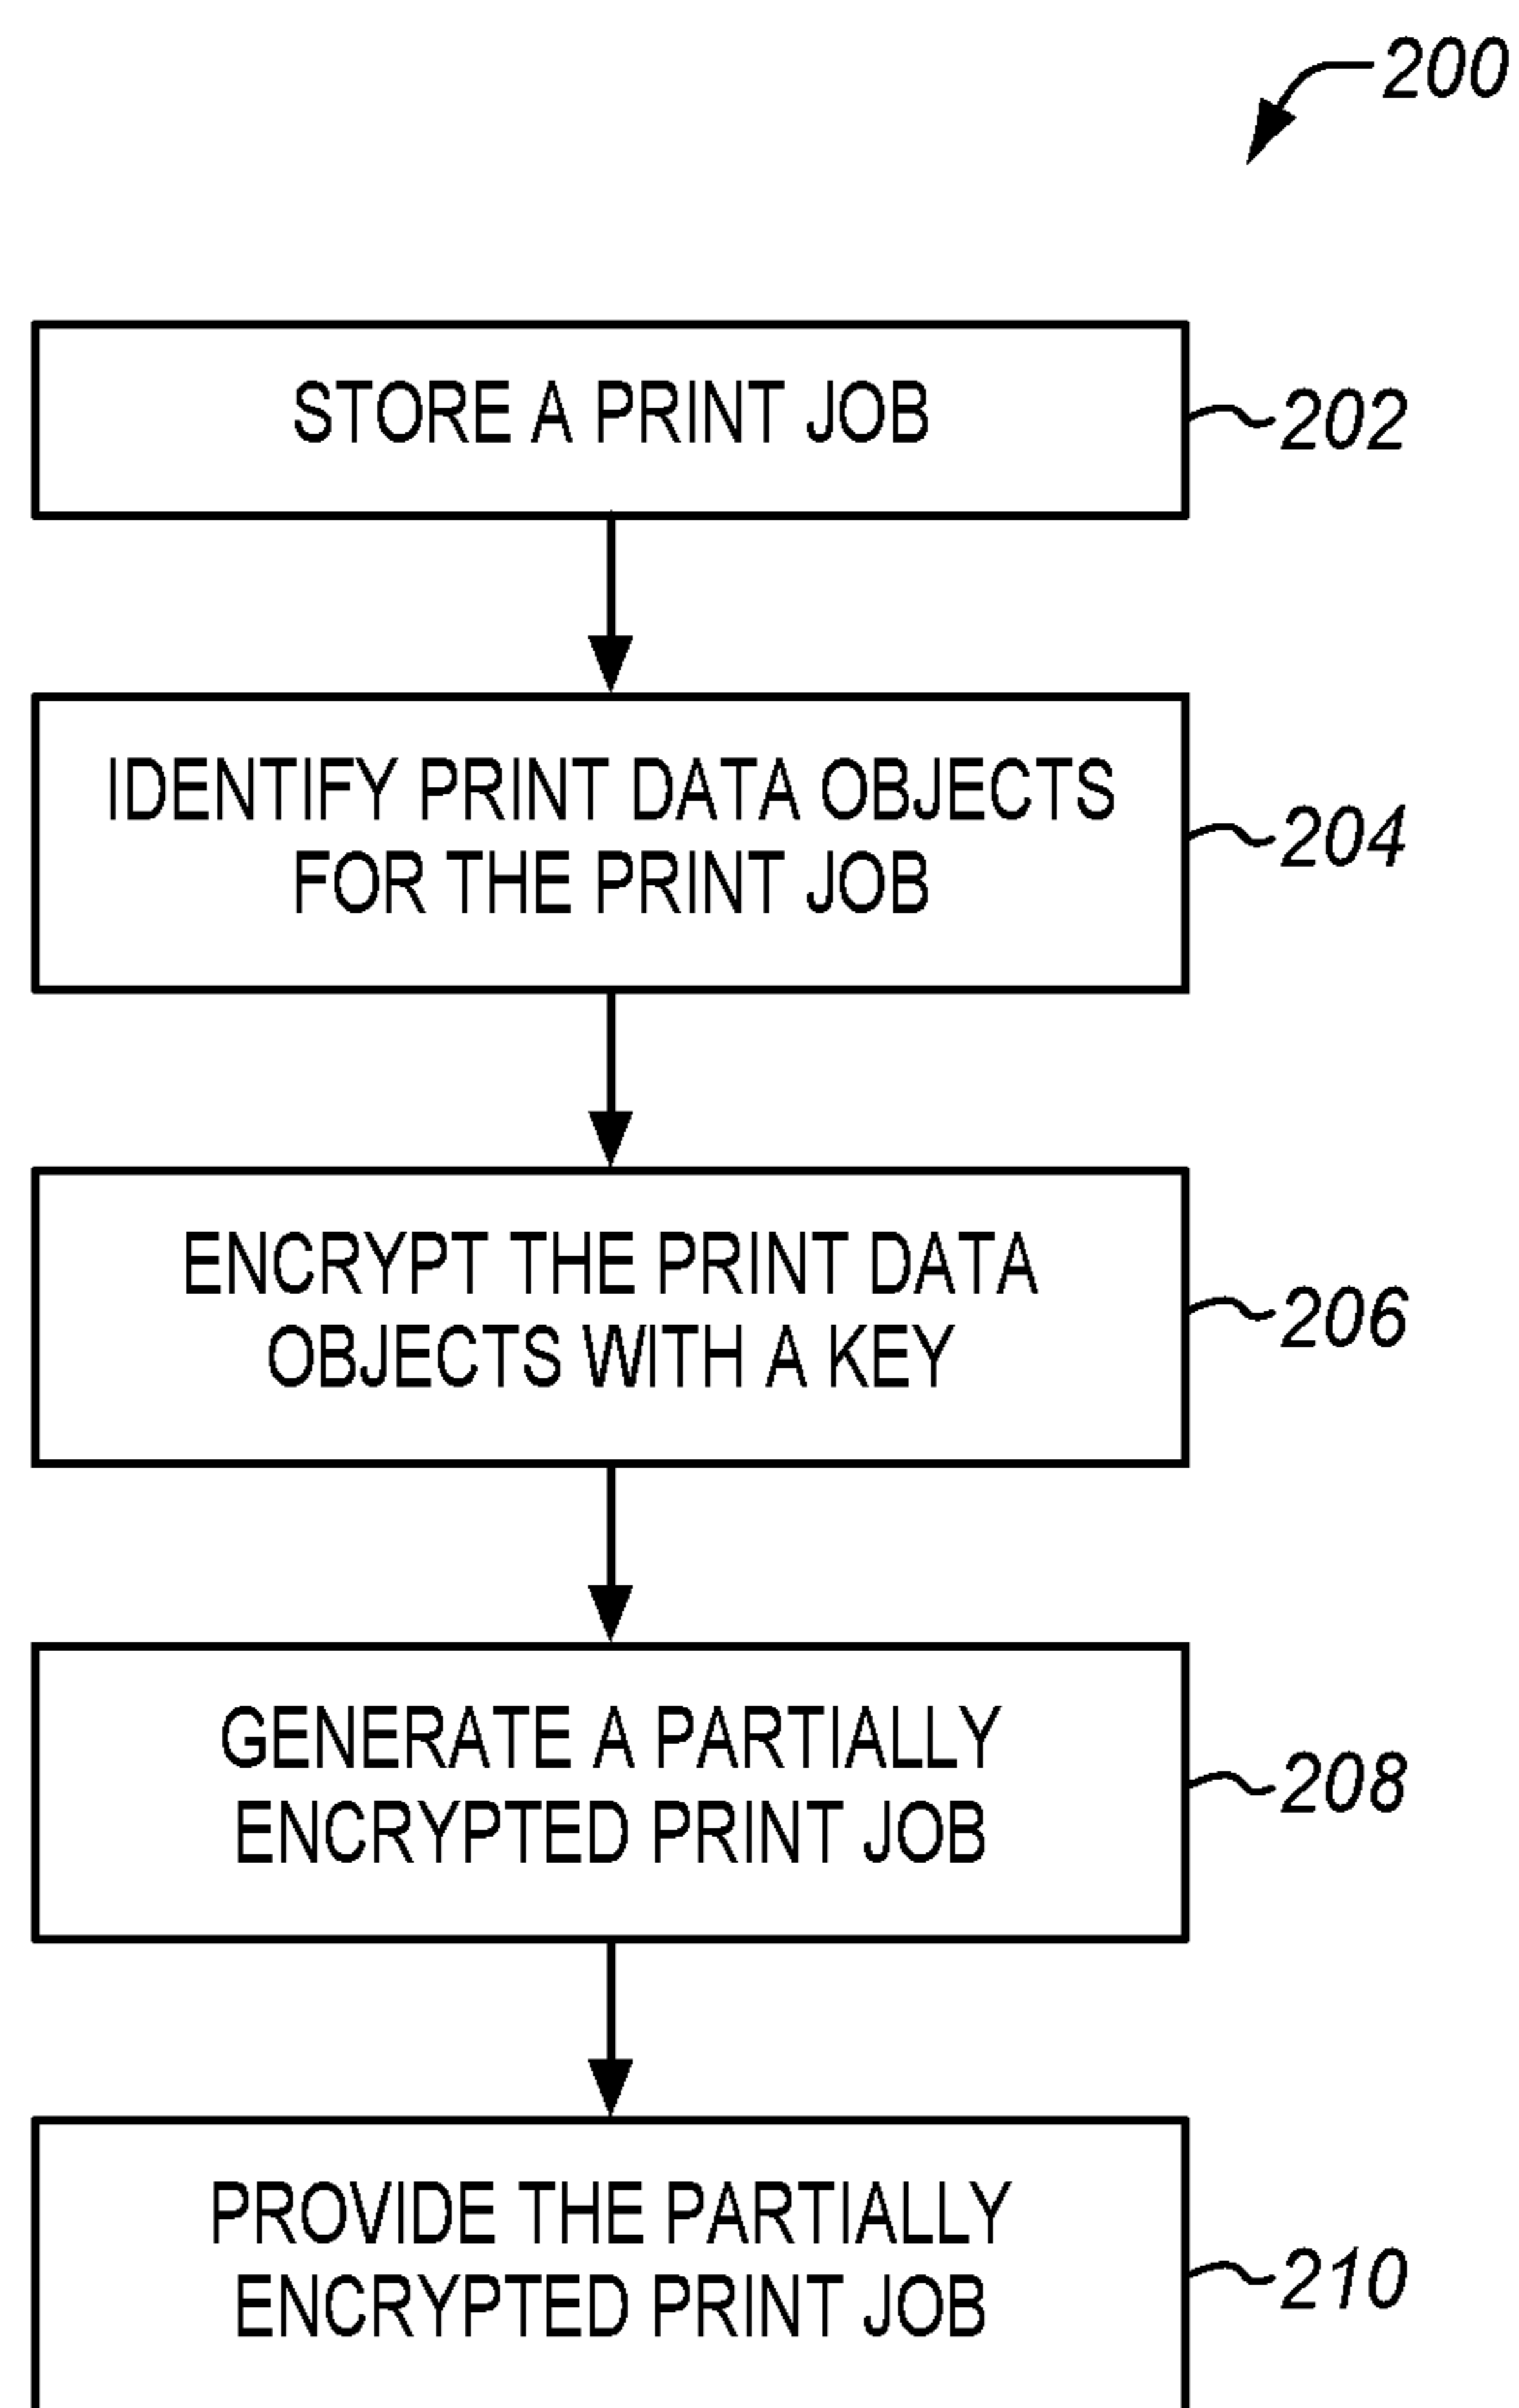 200
STORE A PRINT JOB
202
IDENTIFY PRINT DATA OBJECTS
FOR THE PRINT JOB
204
ENCRYPT THE PRINT DATA
OBJECTS WITH A KEY
206
GENERATE A PARTIALLY
ENCRYPTED PRINT JOB
208
PROVIDE THE PARTIALLY
ENCRYPTED PRINT JOB
210